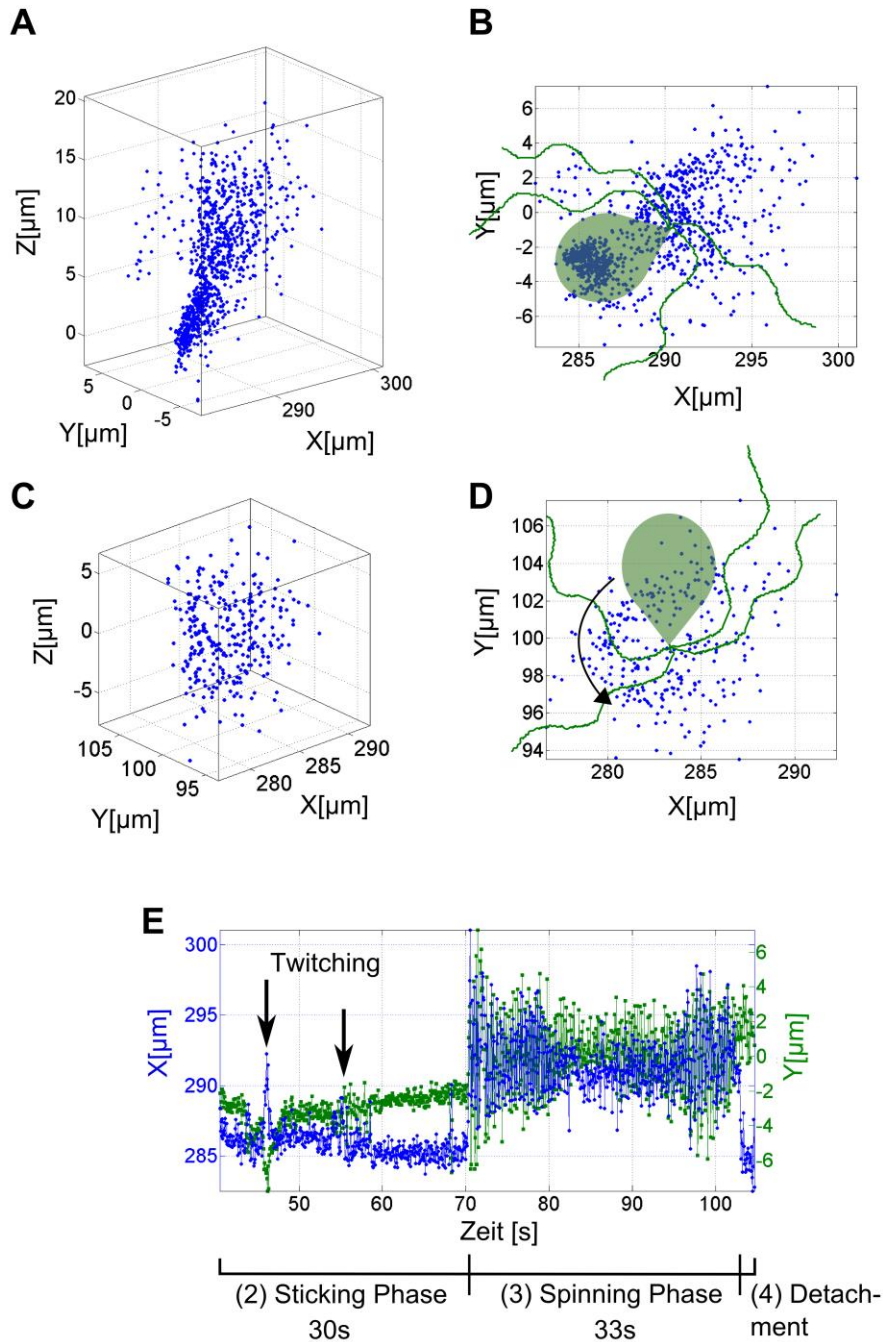 A
B
20
15
10
5
0
Z[µm]
5
0
-5
Y[µm]
290
300
X[µm]
6
4
2
0
-2
-4
-6
Y[µm]
285
290
295
300
X[µm]
C
D
5
0
-5
Z[µm]
105
100
95
Y[µm]
280
285
290
X[µm]
106
104
102
100
98
96
94
Y[µm]
280
285
290
X[µm]
E
Twitching
300
295
290
285
X[µm]
6
4
2
0
-2
-4
-6
Y[µm]
50
60
70
80
90
100
Zeit [s]
(2) Sticking Phase
30s
(3) Spinning Phase
33s
(4) Detach-
ment